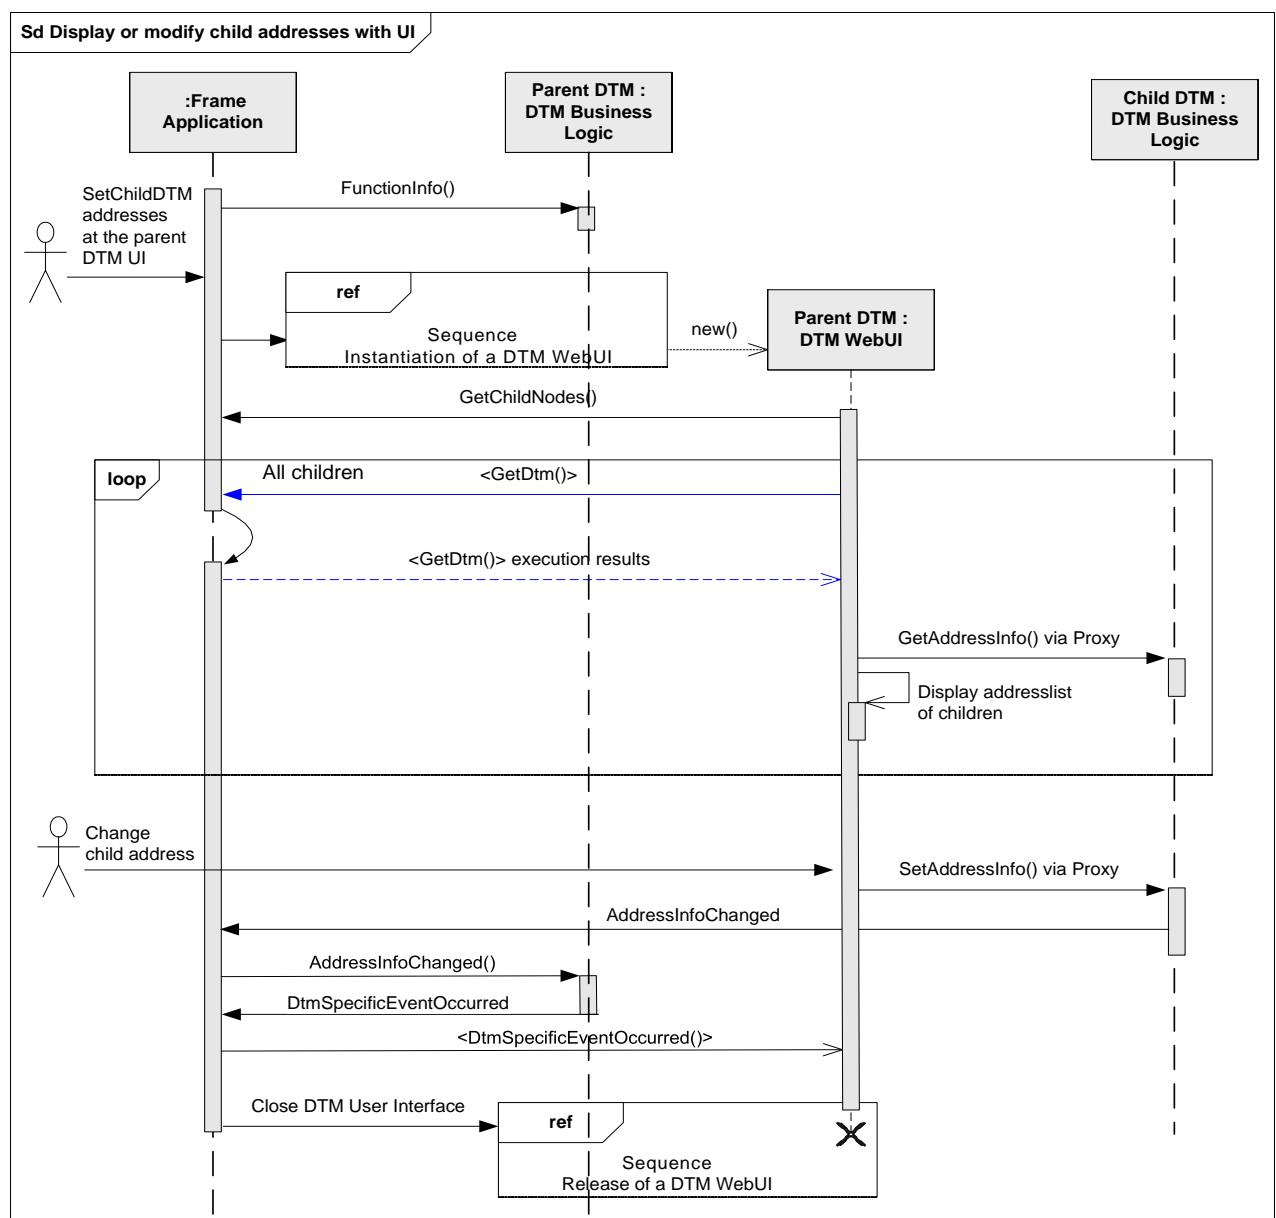 Sd Display or modify child addresses with UI
:Frame
Application
Parent DTM :
DTM Business
Logic
Child DTM :
DTM Business
Logic
SetChildDTM
addresses
at the parent
DTM UI
FunctionInfo()
ref
Sequence
Instantiation of a DTM WebUI
new()
Parent DTM :
DTM WebUI
GetChildNodes()
loop
All children
<GetDtm()>
<GetDtm()> execution results
GetAddressInfo() via Proxy
Display addresslist
of children
Change
child address
SetAddressInfo() via Proxy
AddressInfoChanged
AddressInfoChanged()
DtmSpecificEventOccurred
<DtmSpecificEventOccurred()>
Close DTM User Interface
ref
Sequence
Release of a DTM WebUI